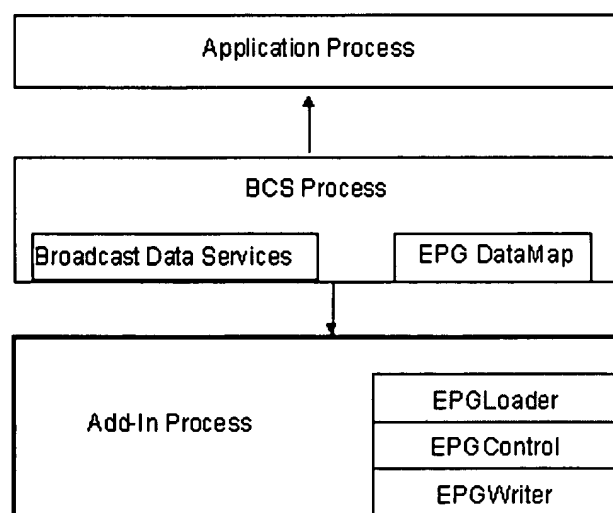 Application Process
BCS Process
Broadcast Data Services
EPG DataMap
Add-In Process
EPGLoader
EPGControl
EPGWriter